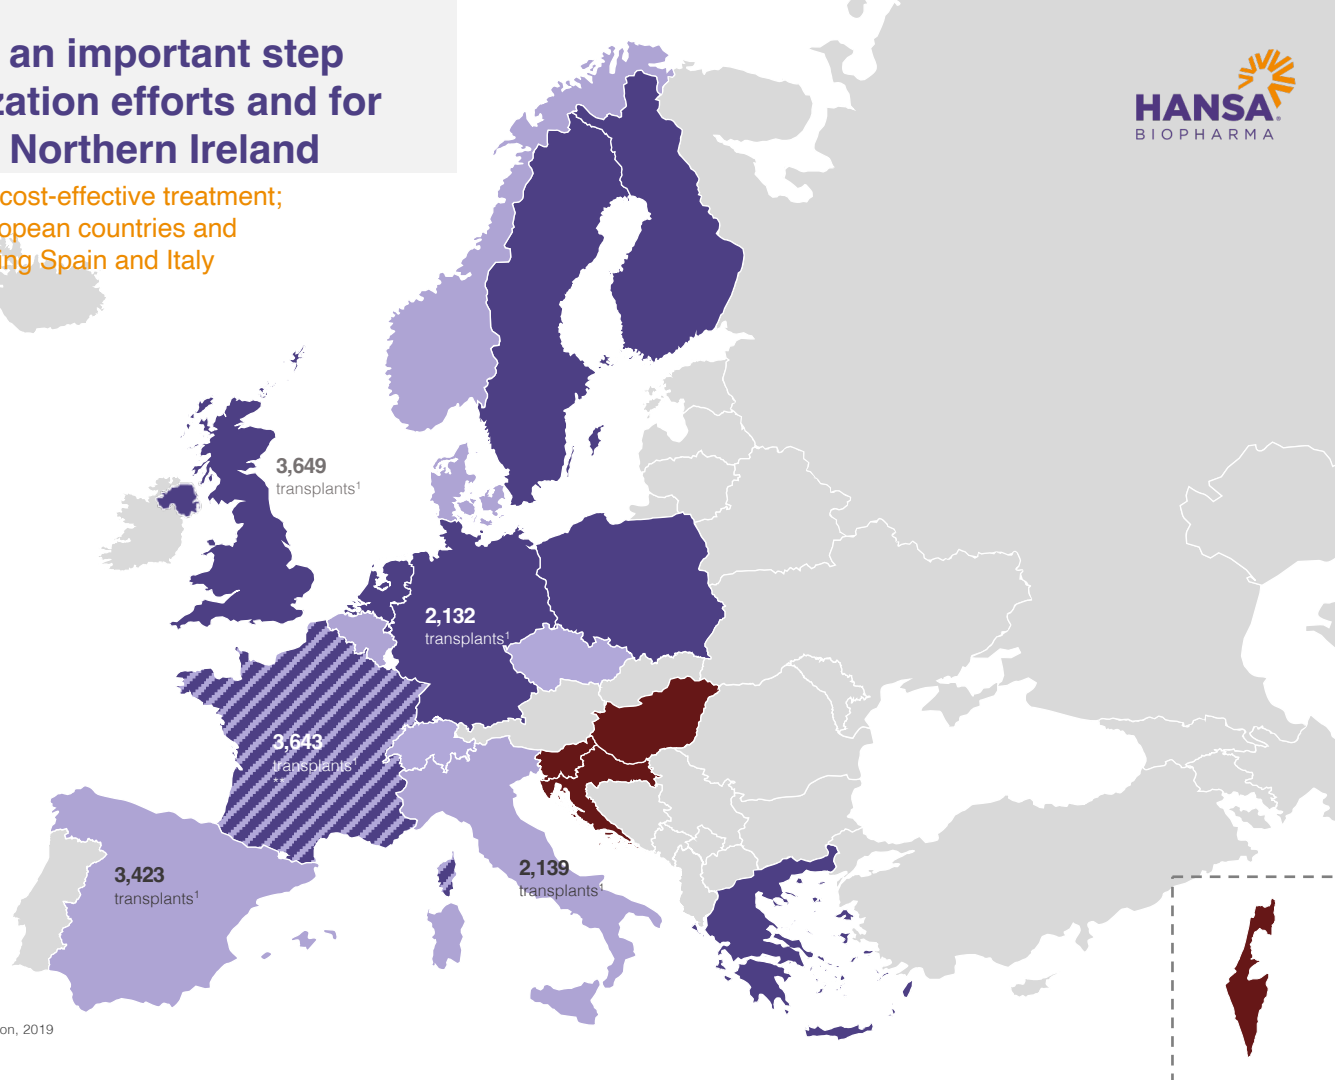 an important step
zation efforts and for
Northern Ireland
cost-effective treatment;
opean countries and
ing Spain and Italy
HANSA
BIOPHARMA
3,649
transplants¹
2,132
transplants¹
3,643
transplants¹
**
3,423
transplants¹
2,139
transplants¹
on, 2019